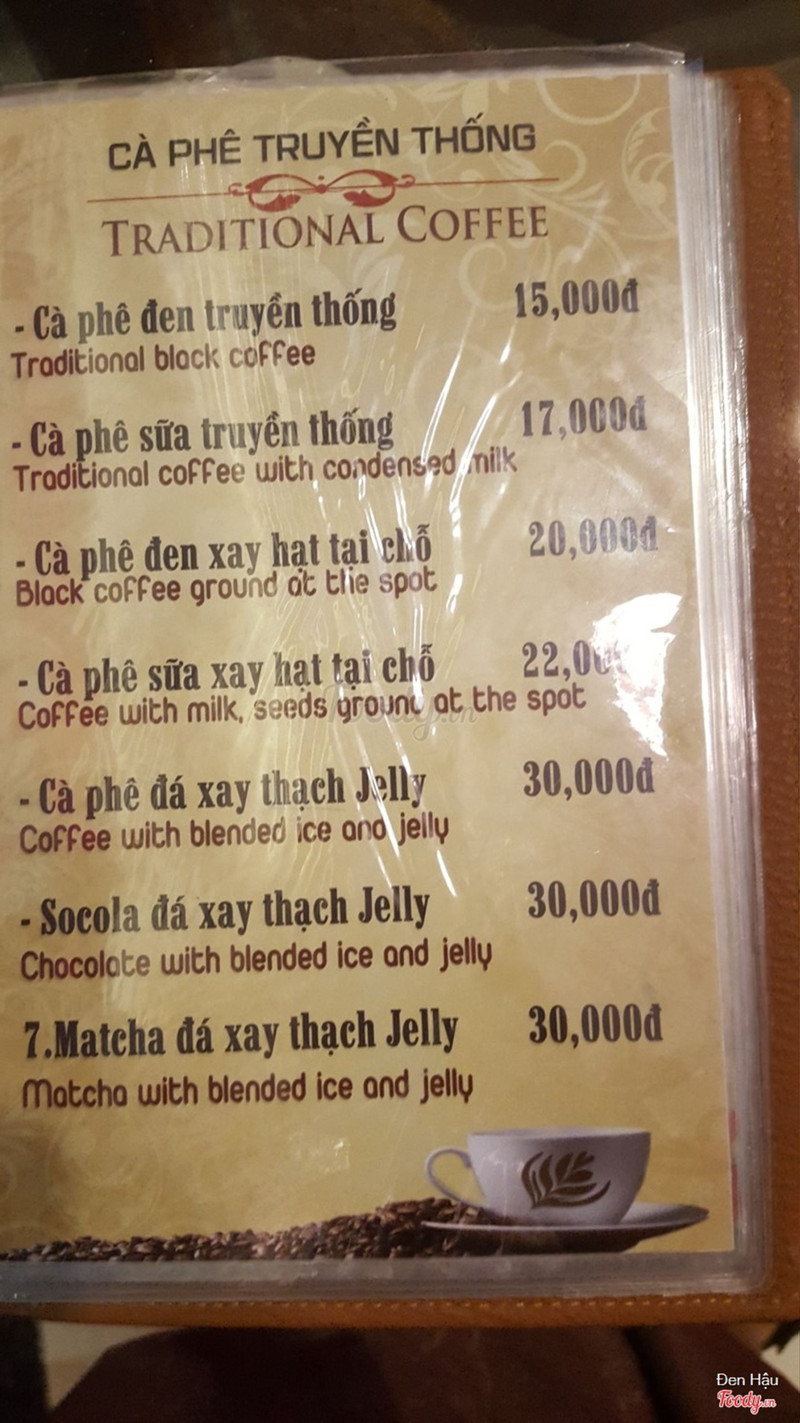 CÀ PHÊ TRUYỀN THỐNG
TRADITIONAL COFFEE
- Cà phê đen truyền thống 15,000đ
Traditional black coffee
- Cà phê sữa truyền thống 17,000đ
Traditional coffee with condensed milk
- Cà phê đen xay hạt tại chỗ 20,000đ
Black coffee ground at the spot
- Cà phê sữa xay hạt tại chỗ
Coffee with milk, seeds ground at the spot
- Cà phê đá xay thạch Jelly 30,000đ
Coffee with blended ice and jelly
- Socola đá xay thạch Jelly 30,000đ
Chocolate with blended ice and jelly
7.Matcha đá xay thạch Jelly 30,000đ
Matcha with blended ice and jelly
Đen Hậu
Foody.vn